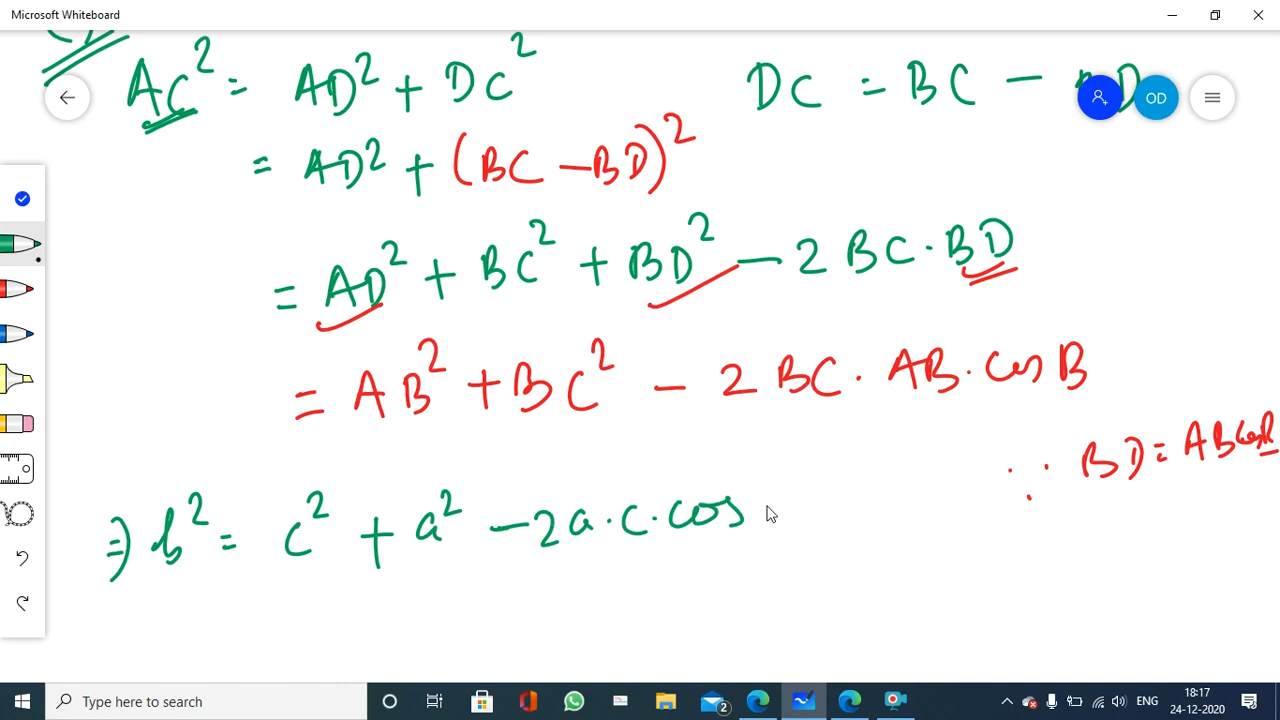 Microsoft Whiteboard
AC² = AD² + DC²
DC = BC - BD
OD
= AD² + (BC - BD)²
= AD² + BC² + BD² - 2 BC · BD
= AB² + BC² - 2 BC · AB · cos B
∵ BD = AB cos B
⇒ b² = c² + a² - 2a · c · cos
Type here to search
2
ENG
18:17
24-12-2020